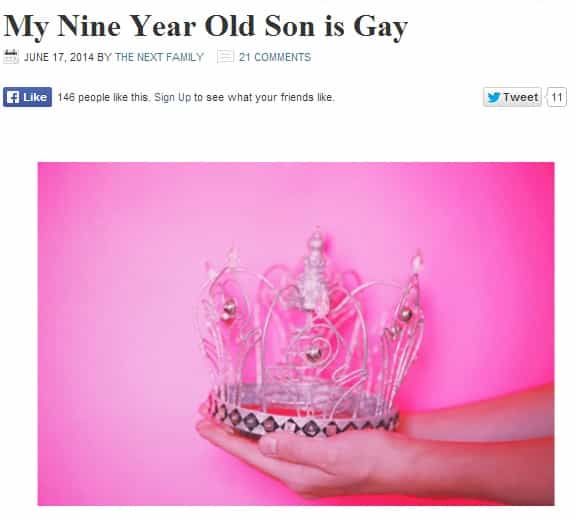 My Nine Year Old Son is Gay
JUNE 17, 2014 BY THE NEXT FAMILY 21 COMMENTS
Like 146 people like this. Sign Up to see what your friends like. Tweet 11